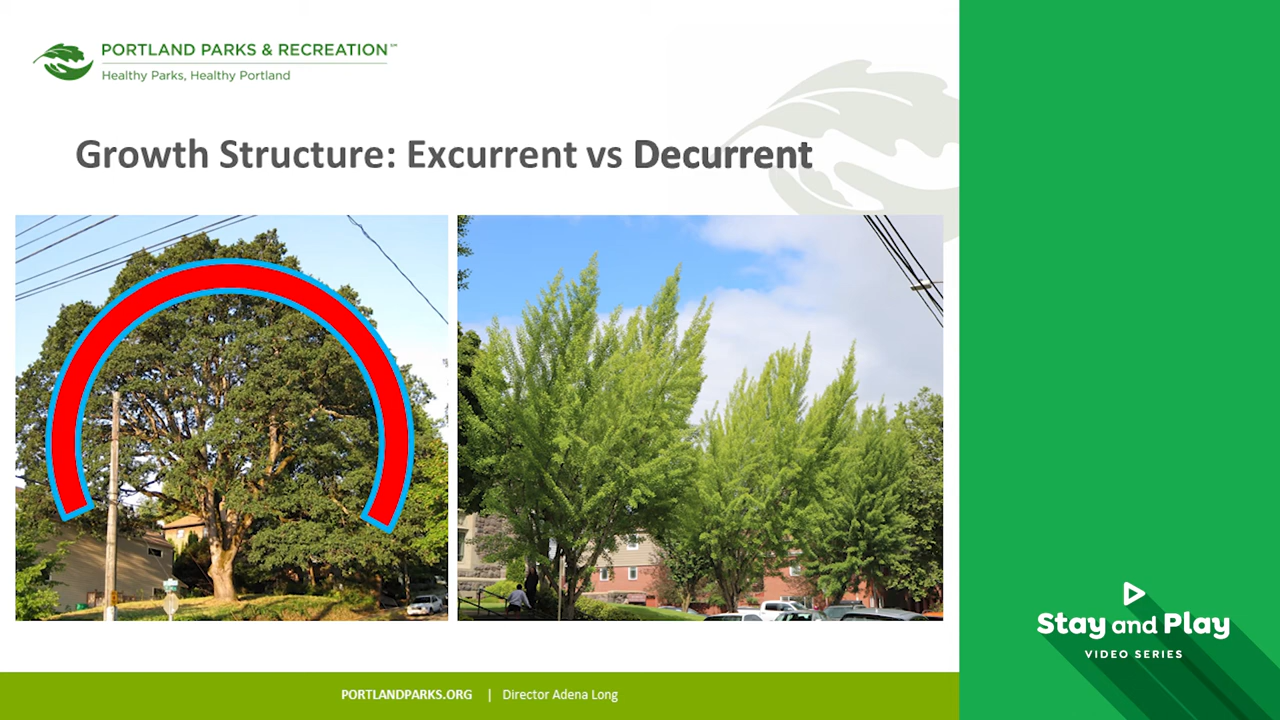 PORTLAND PARKS & RECREATION℠
Healthy Parks, Healthy Portland
Growth Structure: Excurrent vs Decurrent
Stay and Play
VIDEO SERIES
PORTLANDPARKS.ORG | Director Adena Long